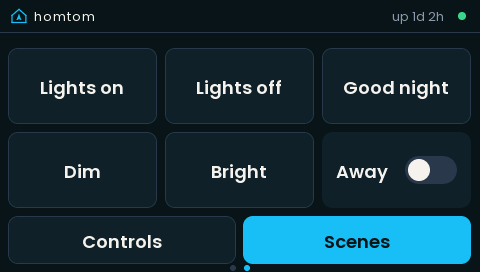 homtom
up 1d 2h
Lights on
Lights off
Good night
Dim
Bright
Away
Controls
Scenes